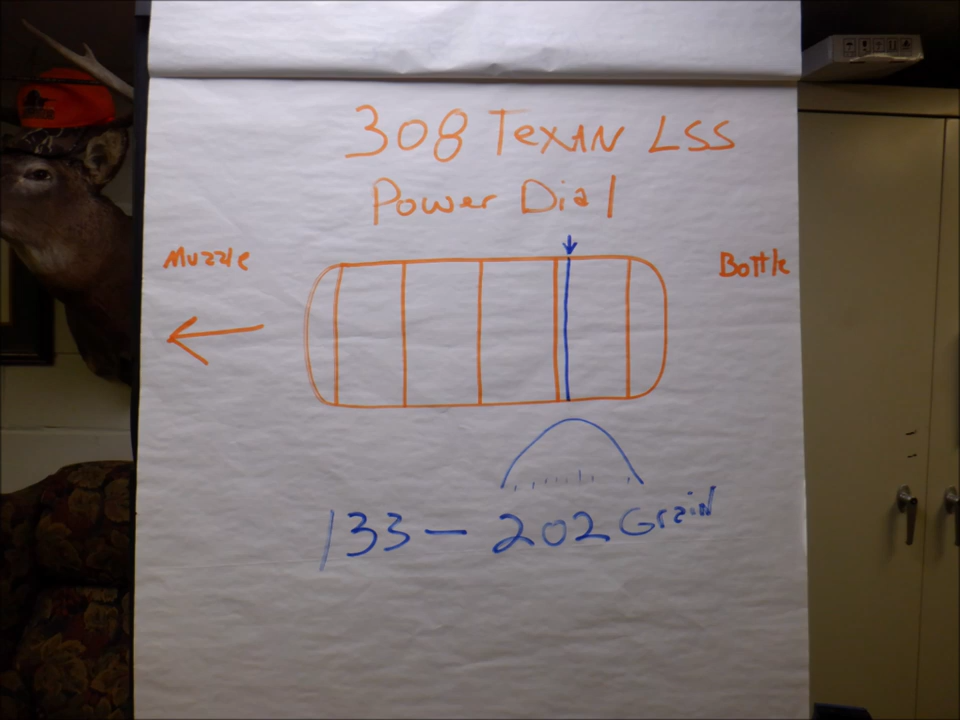 308 TEXAN LSS
Power Dial
Muzzle
Bottle
133 - 202 Grain